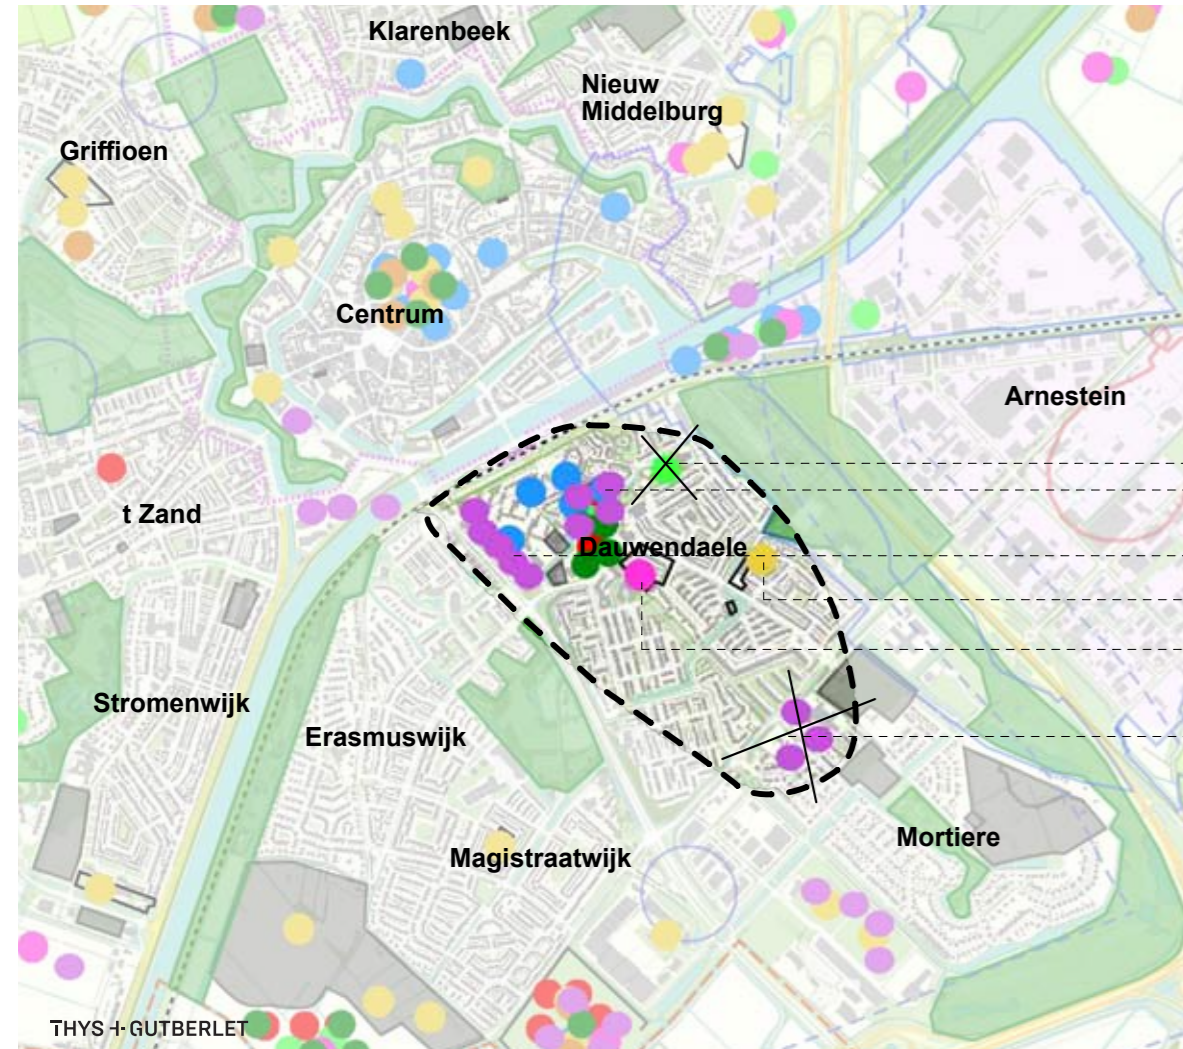 Klarenbeek
Nieuw
Middelburg
Griffioen
Centrum
Arnestein
t Zand
Dauwendaele
Stromenwijk
Erasmuswijk
Mortiere
Magistraatwijk
THYS + GUTBERLET